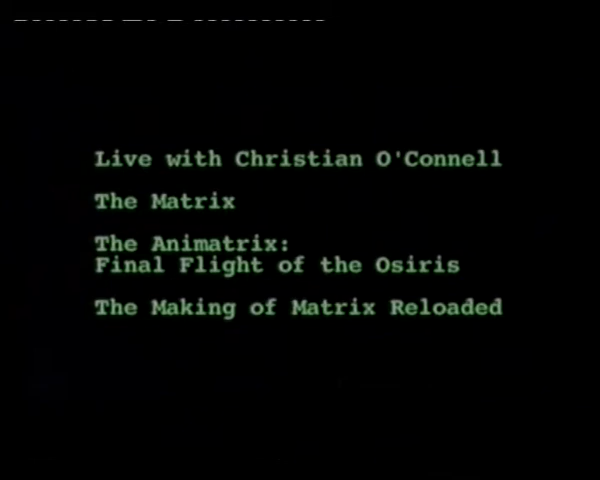 Live with Christian O'Connell
The Matrix
The Animatrix:
Final Flight of the Osiris
The Making of Matrix Reloaded